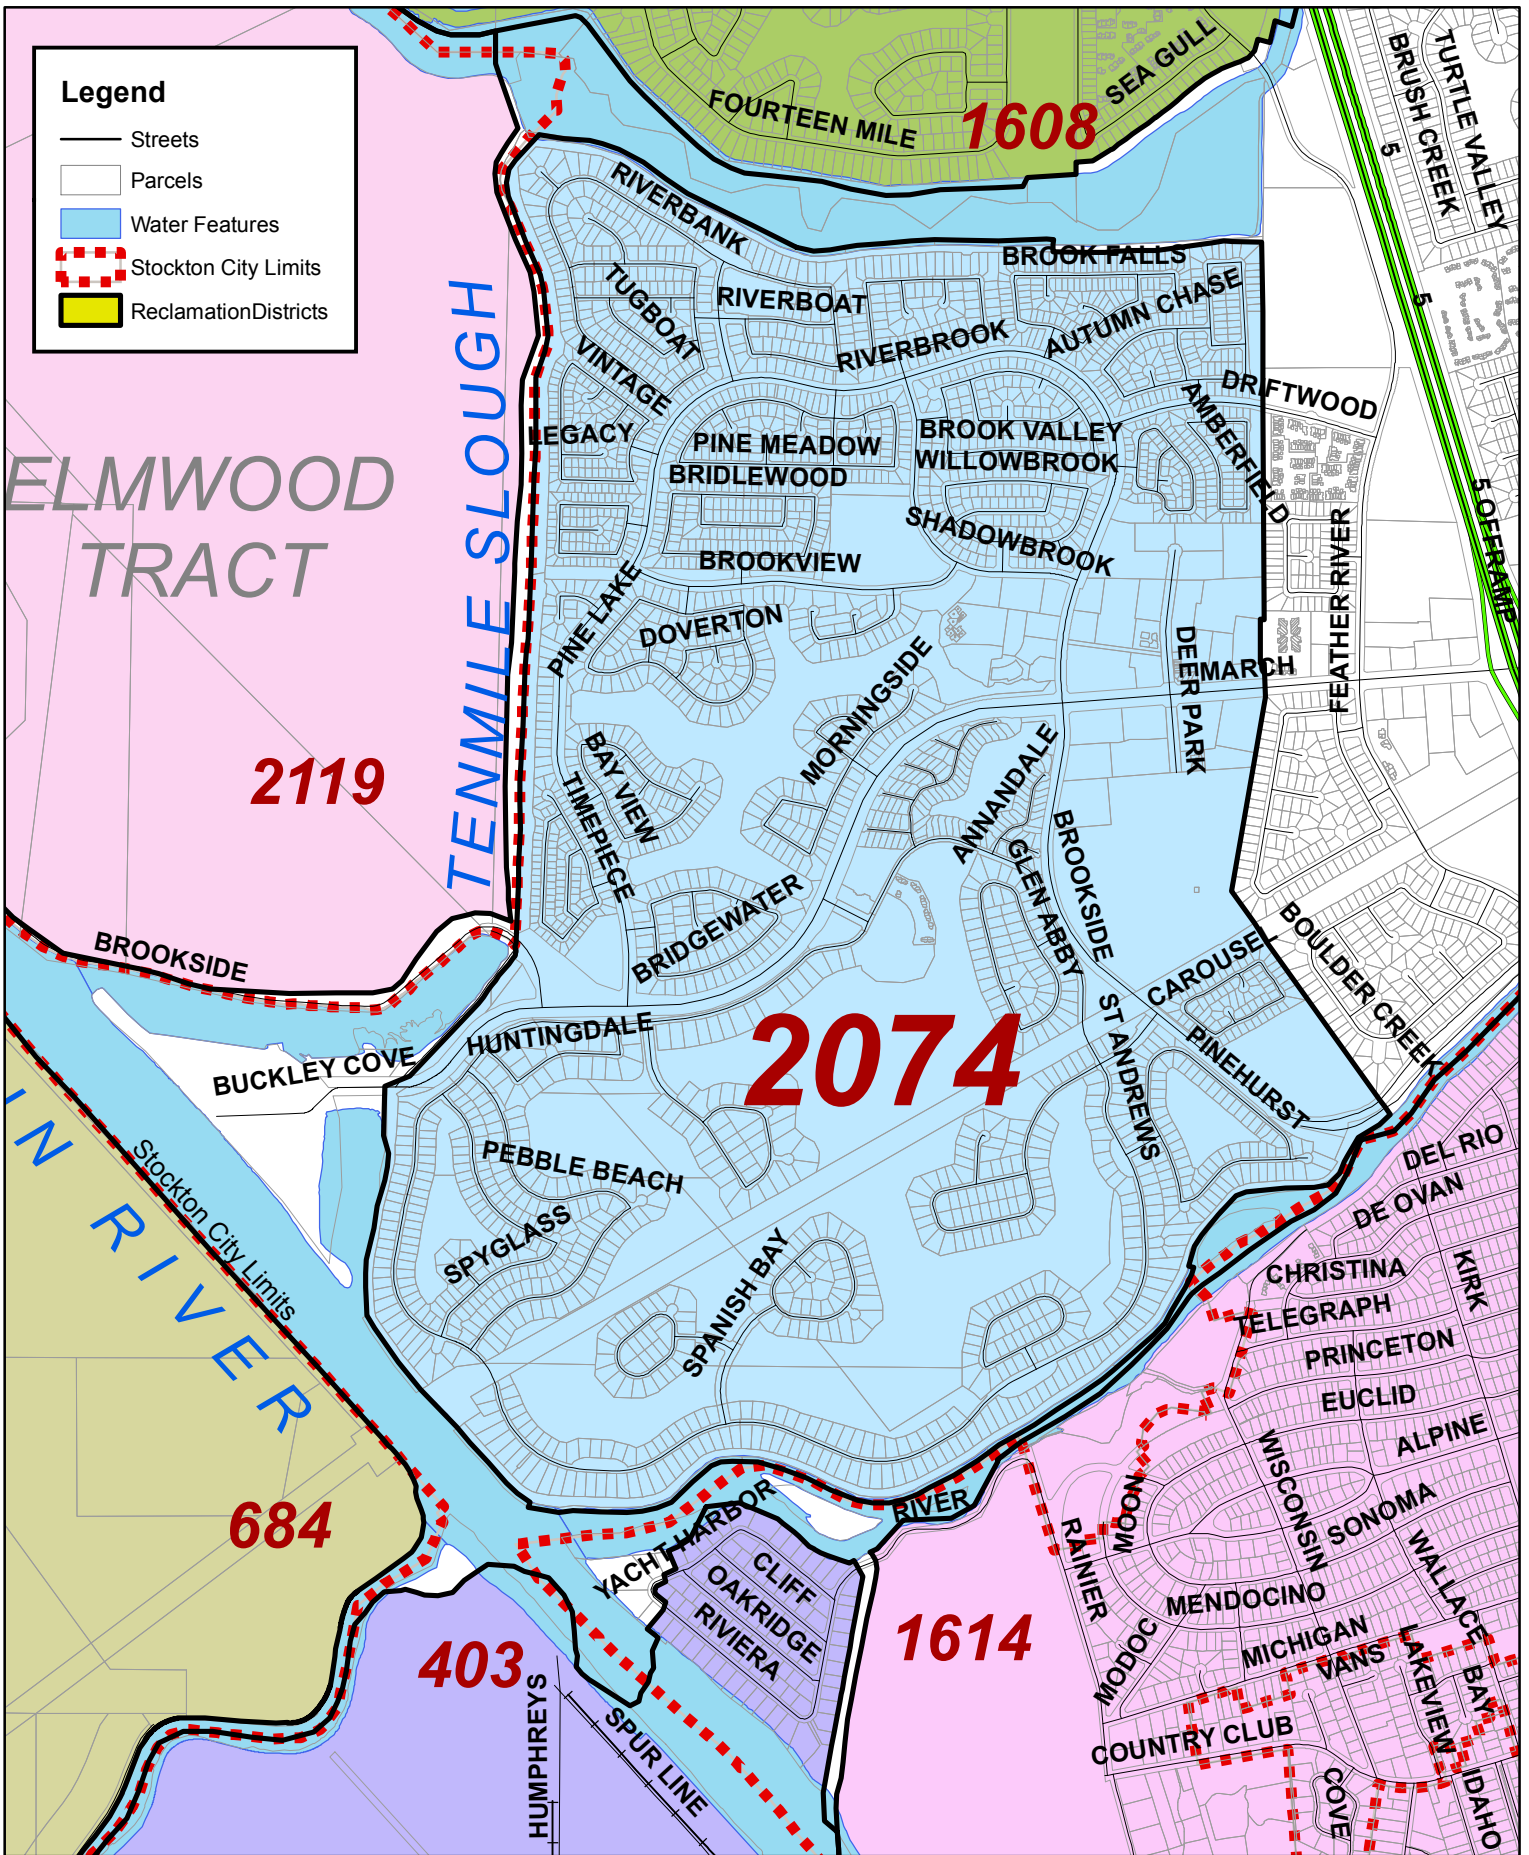 Legend
Streets
Parcels
Water Features
Stockton City Limits
ReclamationDistricts
SEA GULL
FOURTEEN MILE
1608
TURTLE VALLEY
BRUSH CREEK
5
5
5
5 OFFRAMP
RIVERBANK
BROOK FALLS
TUGBOAT
RIVERBOAT
AUTUMN CHASE
RIVERBROOK
VINTAGE
DRIFTWOOD
AMBERFIELD
LEGACY
PINE MEADOW
BROOK VALLEY
BRIDLEWOOD
WILLOWBROOK
SHADOWBROOK
BROOKVIEW
FEATHER RIVER
ELMWOOD
TRACT
TENMILE SLOUGH
PINE LAKE
DOVERTON
DEER PARK
MARCH
MORNINGSIDE
2119
BAY VIEW
TIMEPIECE
ANNANDALE
GLEN ABBY
BROOKSIDE
BRIDGEWATER
BOULDER CREEK
CAROUSEL
BROOKSIDE
ST ANDREWS
PINEHURST
HUNTINGDALE
2074
BUCKLEY COVE
IN RIVER
Stockton City Limits
PEBBLE BEACH
SPYGLASS
SPANISH BAY
DEL RIO
DE OVAN
CHRISTINA
KIRK
TELEGRAPH
PRINCETON
EUCLID
ALPINE
WISCONSIN
MOON
SONOMA
RAINIER
WALLACE
684
RIVER
YACHT HARBOR
CLIFF
OAKRIDGE
RIVIERA
MENDOCINO
1614
MICHIGAN
MODOC
VANS
LAKEVIEW
BAY
403
HUMPHREYS
SPUR LINE
COUNTRY CLUB
COVE
IDAHO